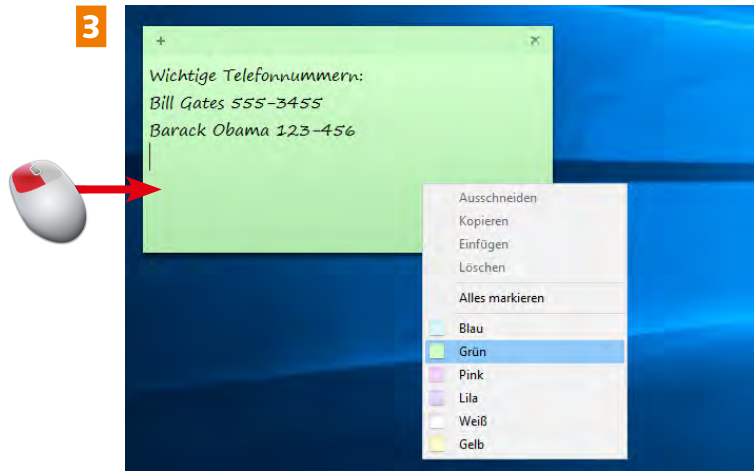 3
+ ×
Wichtige Telefonnummern:
Bill Gates 555-3455
Barack Obama 123-456
Ausschneiden
Kopieren
Einfügen
Löschen
Alles markieren
Blau
Grün
Pink
Lila
Weiß
Gelb